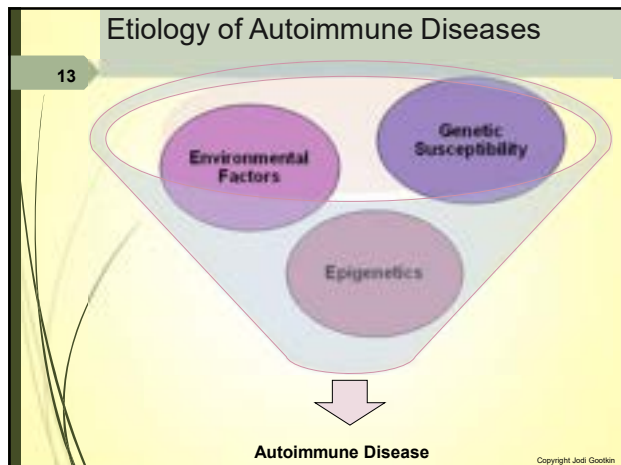 Etiology of Autoimmune Diseases
13
Environmental
Factors
Genetic
Susceptibility
Epigenetics
Autoimmune Disease
Copyright Jodi Gootkin